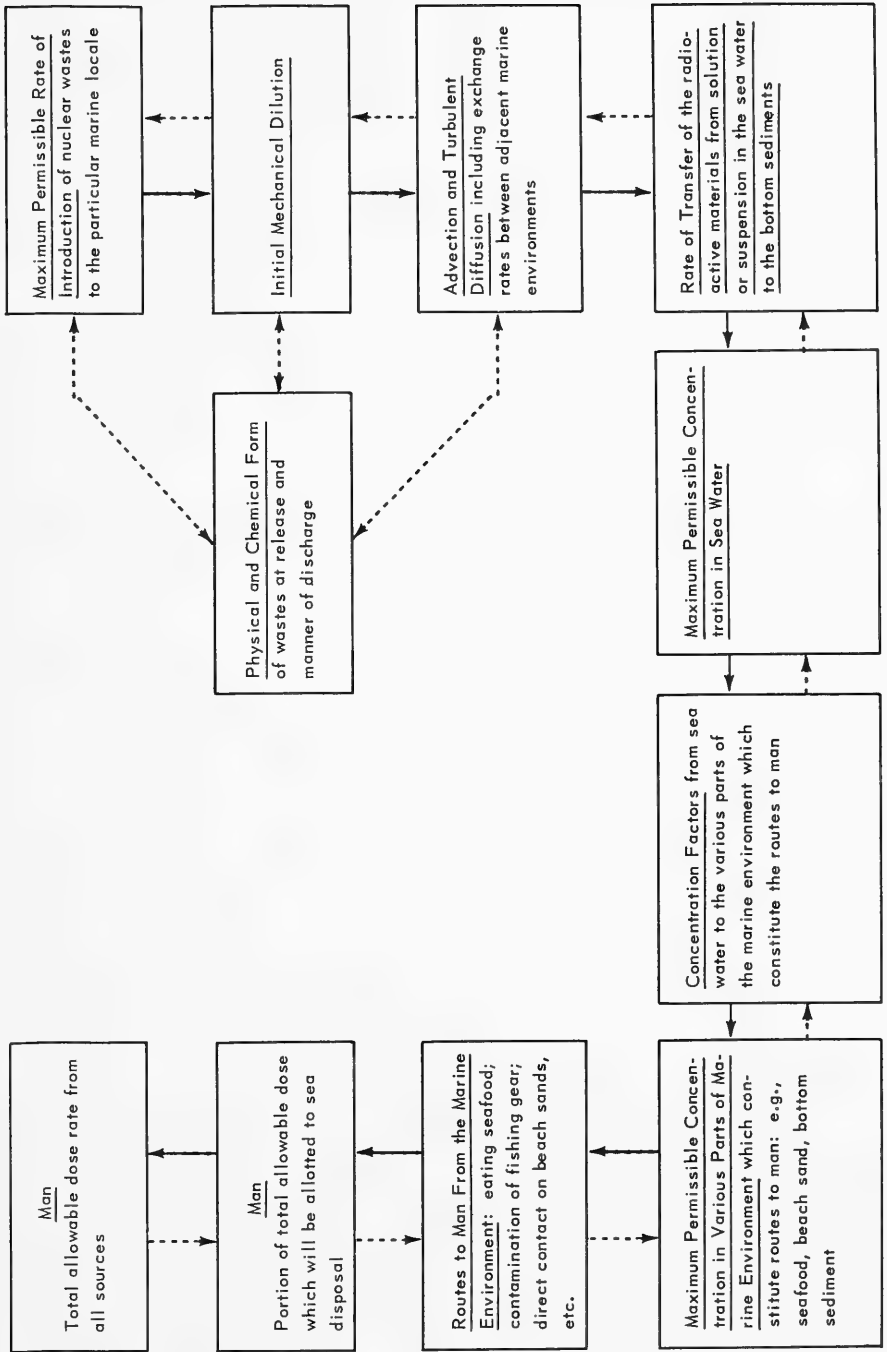 Man
Total allowable dose rate from
all sources
Man
Portion of total allowable dose
which will be allotted to sea
disposal
Routes to Man From the Marine
Environment: eating seafood;
contamination of fishing gear;
direct contact on beach sands,
etc.
Maximum Permissible Concen-
tration in Various Parts of Ma-
rine Environment which con-
stitute routes to man: e.g.,
seafood, beach sand, bottom
sediment
Concentration Factors from sea
water to the various parts of
the marine environment which
constitute the routes to man
Maximum Permissible Concen-
tration in Sea Water
Physical and Chemical Form
of wastes at release and
manner of discharge
Maximum Permissible Rate of
Introduction of nuclear wastes
to the particular marine locale
Initial Mechanical Dilution
Advection and Turbulent
Diffusion including exchange
rates between adjacent marine
environments
Rate of Transfer of the radio-
active materials from solution
or suspension in the sea water
to the bottom sediments